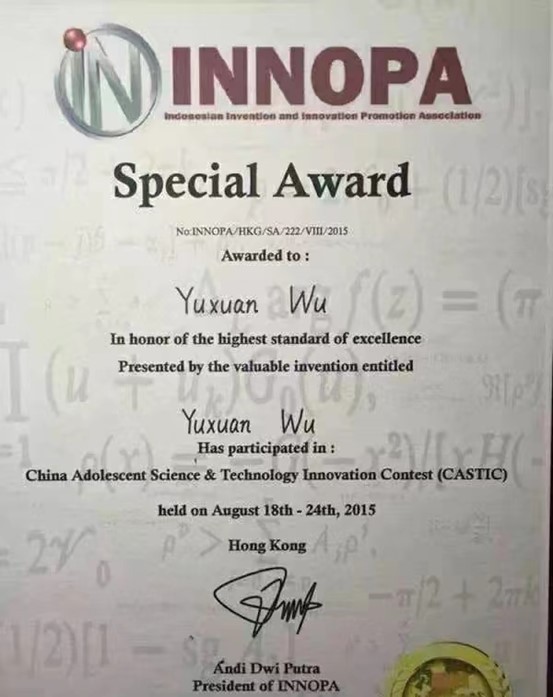 IN INNOPA
Indonesian Invention and Innovation Promotion Association
Special Award
No:INNOPA/HKG/SA/222/VIII/2015
Awarded to :
Yuxuan Wu
In honor of the highest standard of excellence
Presented by the valuable invention entitled
Yuxuan Wu
Has participated in :
China Adolescent Science & Technology Innovation Contest (CASTIC)
held on August 18th - 24th, 2015
Hong Kong
Andi Dwi Putra
President of INNOPA